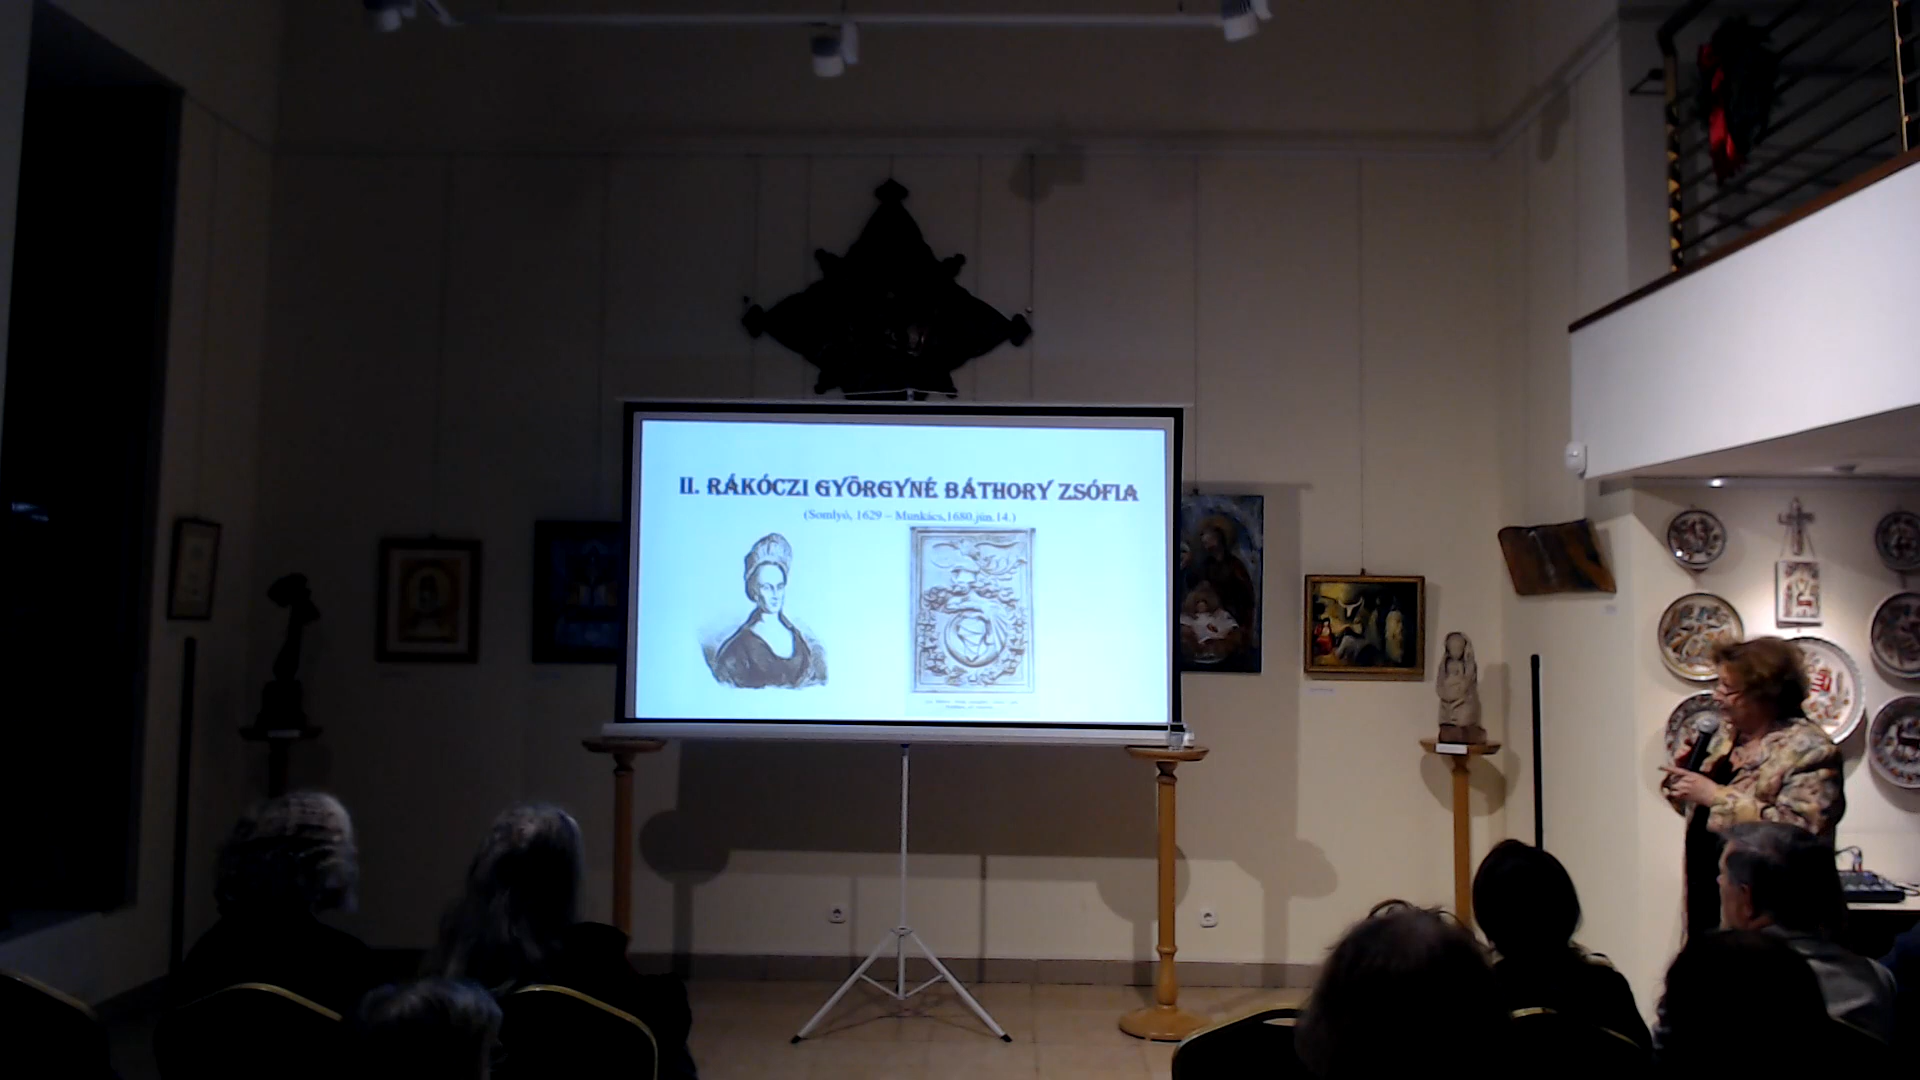 II. RÁKÓCZI GYÖRGYNÉ BÁTHORY ZSÓFIA
(Somlyó, 1629 – Munkács,1680.jún.14.)